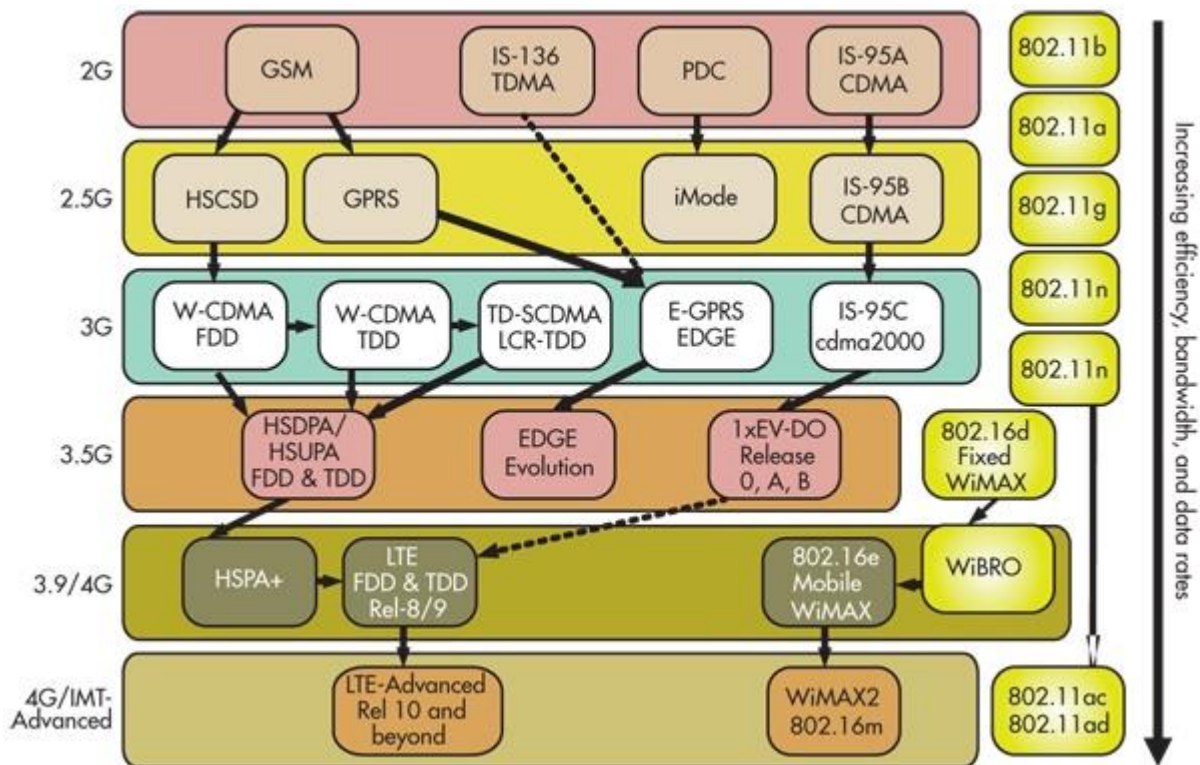 2G
GSM
IS-136
TDMA
PDC
IS-95A
CDMA
802.11b
802.11a
2.5G
HSCSD
GPRS
iMode
IS-95B
CDMA
802.11g
3G
W-CDMA
FDD
W-CDMA
TDD
TD-SCDMA
LCR-TDD
E-GPRS
EDGE
IS-95C
cdma2000
802.11n
802.11n
3.5G
HSDPA/
HSUPA
FDD & TDD
EDGE
Evolution
1xEV-DO
Release
0, A, B
802.16d
Fixed
WiMAX
3.9/4G
HSPA+
LTE
FDD & TDD
Rel-8/9
802.16e
Mobile
WiMAX
WiBRO
4G/IMT-
Advanced
LTE-Advanced
Rel 10 and
beyond
WiMAX2
802.16m
802.11ac
802.11ad
Increasing efficiency, bandwidth, and data rates